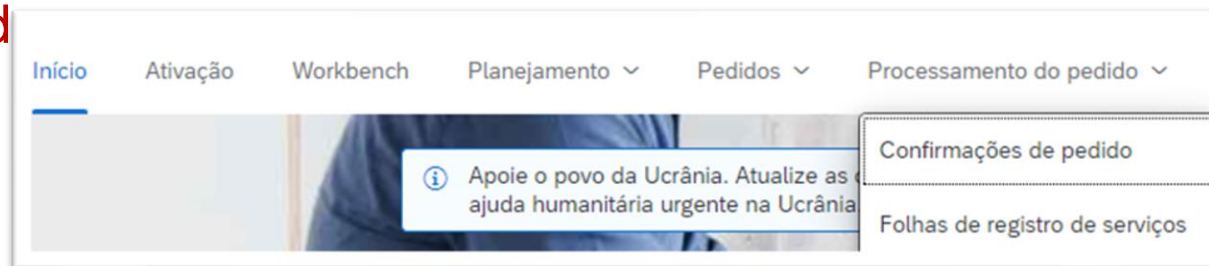 Início Ativação Workbench Planejamento Pedidos Processamento do pedido
Confirmações de pedido
Apoie o povo da Ucrânia. Atualize as
ajuda humanitária urgente na Ucrânia
Folhas de registro de serviços